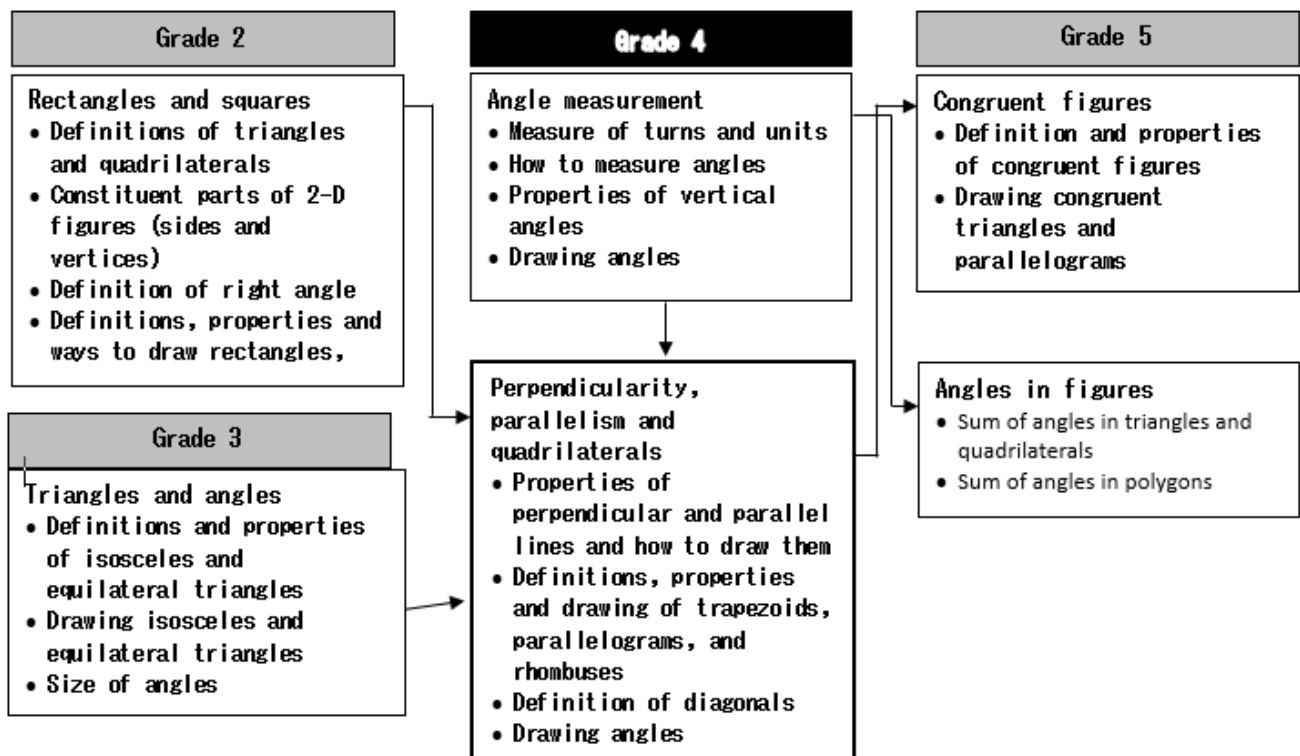 Grade 2
Rectangles and squares
• Definitions of triangles
and quadrilaterals
• Constituent parts of 2-D
figures (sides and
vertices)
• Definition of right angle
• Definitions, properties and
ways to draw rectangles,
Grade 3
Triangles and angles
• Definitions and properties
of isosceles and
equilateral triangles
• Drawing isosceles and
equilateral triangles
• Size of angles
Grade 4
Angle measurement
• Measure of turns and units
• How to measure angles
• Properties of vertical
angles
• Drawing angles
Perpendicularity,
parallelism and
quadrilaterals
• Properties of
perpendicular and parallel
lines and how to draw them
• Definitions, properties
and drawing of trapezoids,
parallelograms, and
rhombuses
• Definition of diagonals
• Drawing angles
Grade 5
Congruent figures
• Definition and properties
of congruent figures
• Drawing congruent
triangles and
parallelograms
Angles in figures
• Sum of angles in triangles and
quadrilaterals
• Sum of angles in polygons